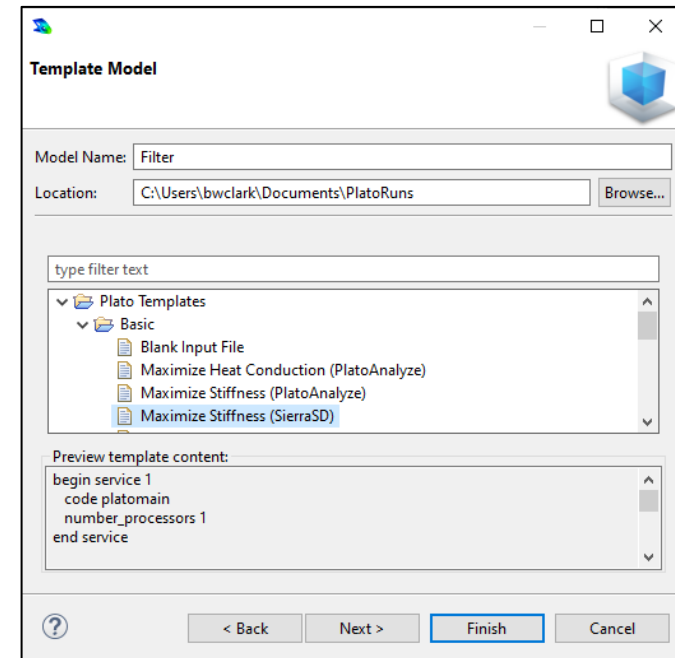 Template Model
Model Name: Filter
Location: C:\Users\bwclark\Documents\PlatoRuns Browse...
type filter text
Plato Templates
Basic
Blank Input File
Maximize Heat Conduction (PlatoAnalyze)
Maximize Stiffness (PlatoAnalyze)
Maximize Stiffness (SierraSD)
Preview template content:
begin service 1
code platomain
number_processors 1
end service
? < Back Next > Finish Cancel